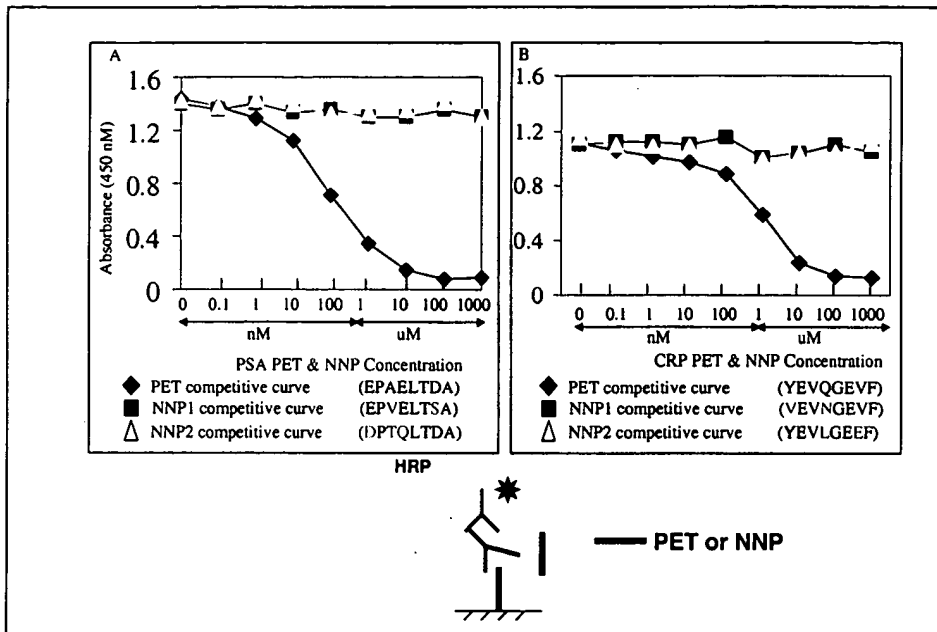 A
1.6
1.2
0.8
0.4
0
Absorbance (450 nM)
0 0.1 1 10 100 1 10 100 1000
nM uM
PSA PET & NNP Concentration
PET competitive curve (EPAELTDA)
NNP1 competitive curve (EPVELTSA)
NNP2 competitive curve (DPTQLTDA)
B
1.6
1.2
0.8
0.4
0
0 0.1 1 10 100 1 10 100 1000
nM uM
CRP PET & NNP Concentration
PET competitive curve (YEVQGEVF)
NNP1 competitive curve (VEVNGEVF)
NNP2 competitive curve (YEVLGEEF)
HRP
PET or NNP